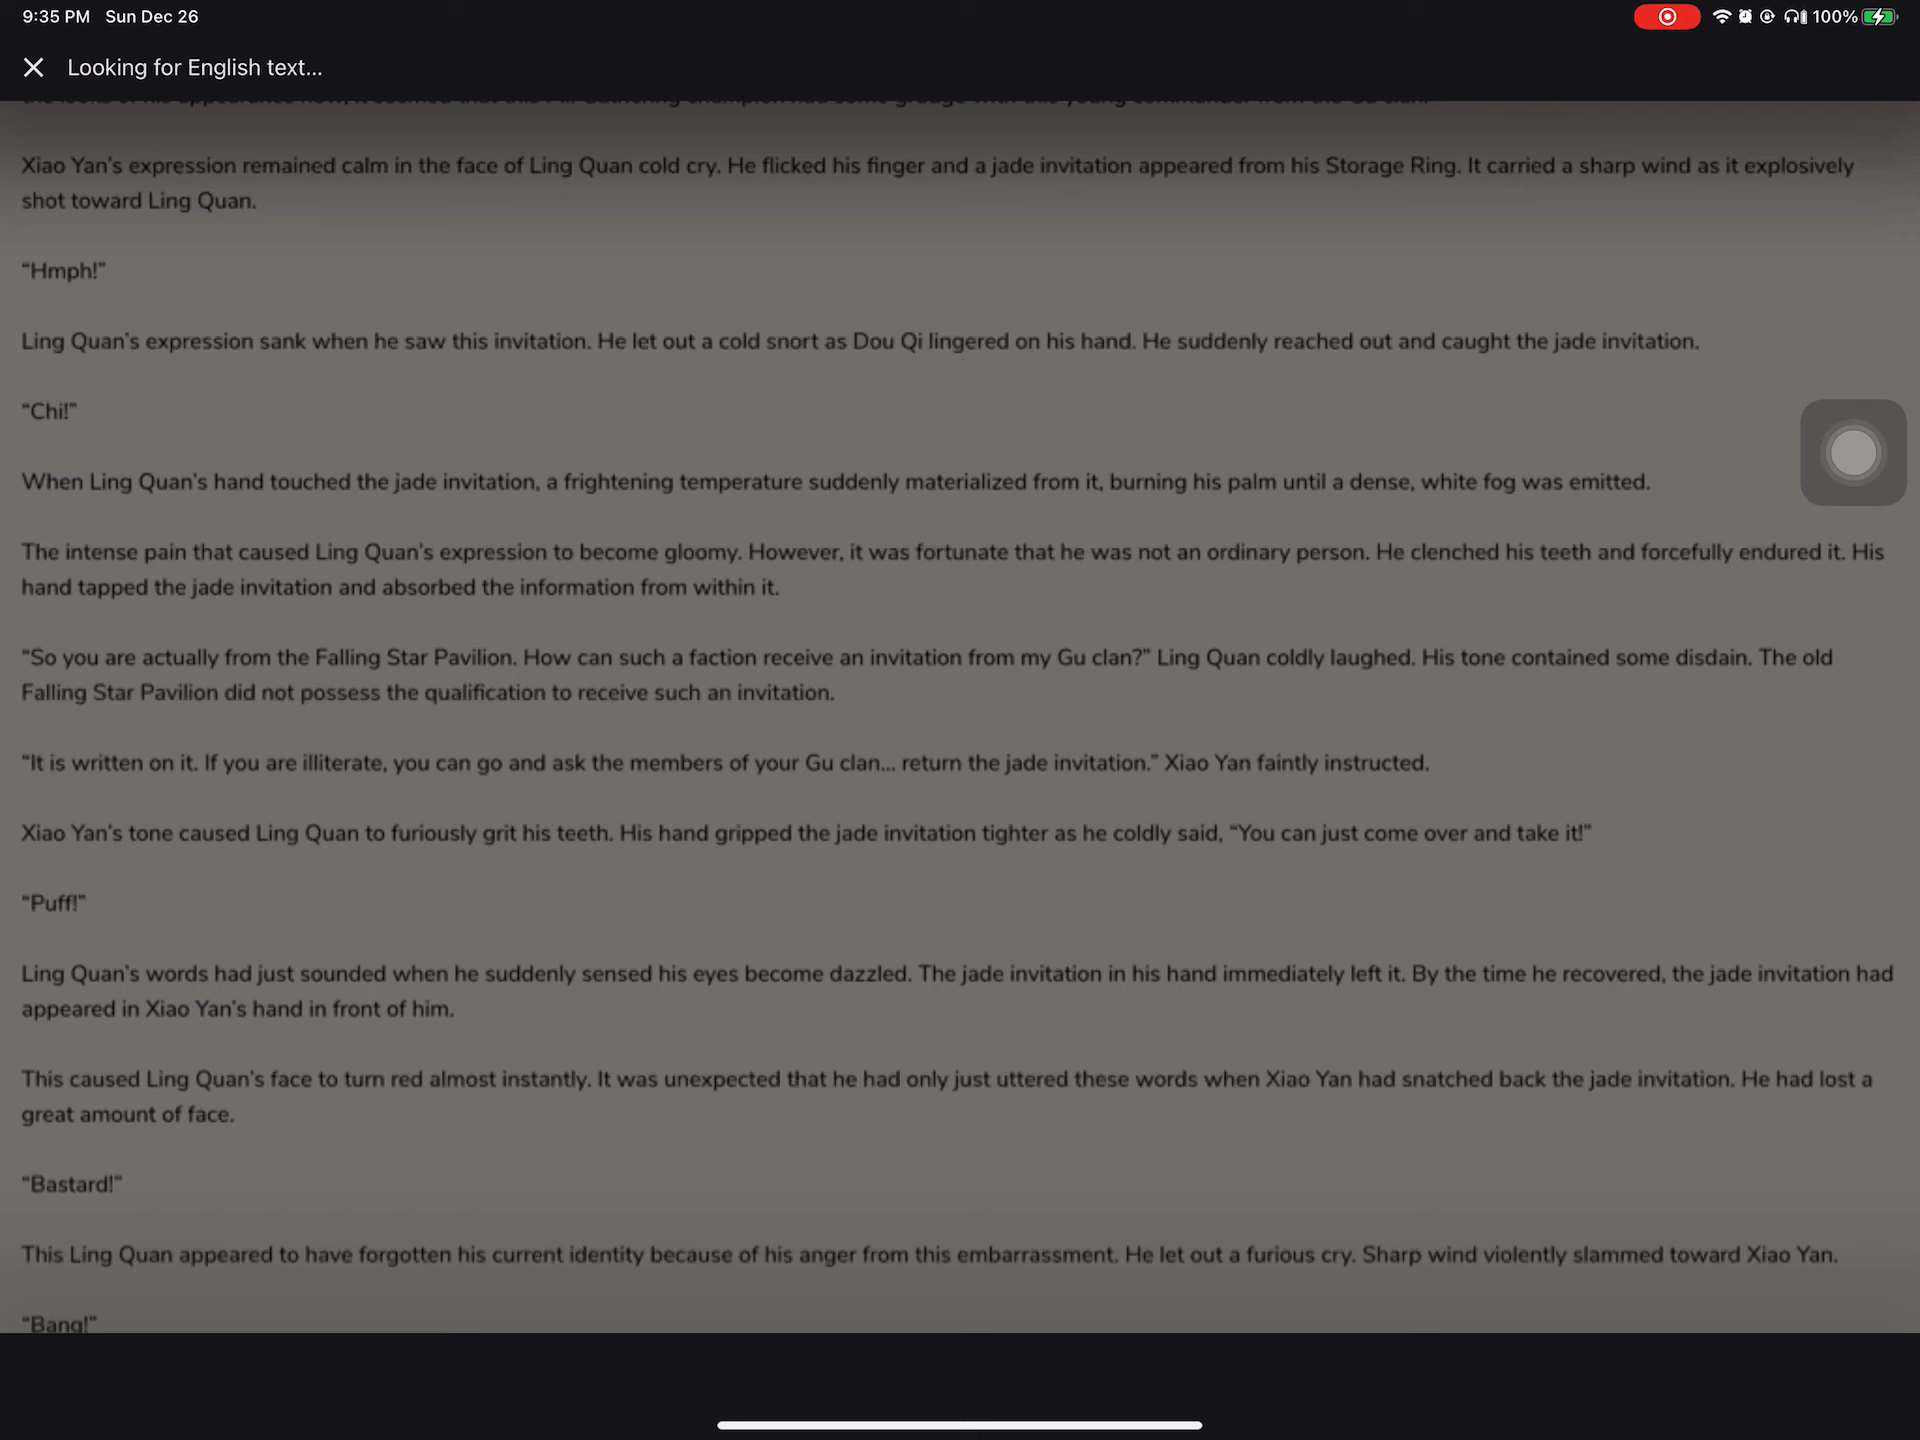 9:35 PM Sun Dec 26
100%
Looking for English text...
Xiao Yan's expression remained calm in the face of Ling Quan cold cry. He flicked his finger and a jade invitation appeared from his Storage Ring. It carried a sharp wind as it explosively
shot toward Ling Quan.
“Hmph!”
Ling Quan's expression sank when he saw this invitation. He let out a cold snort as Dou Qi lingered on his hand. He suddenly reached out and caught the jade invitation.
“Chi!”
When Ling Quan's hand touched the jade invitation, a frightening temperature suddenly materialized from it, burning his palm until a dense, white fog was emitted.
The intense pain that caused Ling Quan's expression to become gloomy. However, it was fortunate that he was not an ordinary person. He clenched his teeth and forcefully endured it. His
hand tapped the jade invitation and absorbed the information from within it.
“So you are actually from the Falling Star Pavilion. How can such a faction receive an invitation from my Gu clan?” Ling Quan coldly laughed. His tone contained some disdain. The old
Falling Star Pavilion did not possess the qualification to receive such an invitation.
“It is written on it. If you are illiterate, you can go and ask the members of your Gu clan... return the jade invitation.” Xiao Yan faintly instructed.
Xiao Yan's tone caused Ling Quan to furiously grit his teeth. His hand gripped the jade invitation tighter as he coldly said, “You can just come over and take it!”
“Puff!”
Ling Quan's words had just sounded when he suddenly sensed his eyes become dazzled. The jade invitation in his hand immediately left it. By the time he recovered, the jade invitation had
appeared in Xiao Yan's hand in front of him.
This caused Ling Quan's face to turn red almost instantly. It was unexpected that he had only just uttered these words when Xiao Yan had snatched back the jade invitation. He had lost a
great amount of face.
“Bastard!”
This Ling Quan appeared to have forgotten his current identity because of his anger from this embarrassment. He let out a furious cry. Sharp wind violently slammed toward Xiao Yan.
“Bang!”